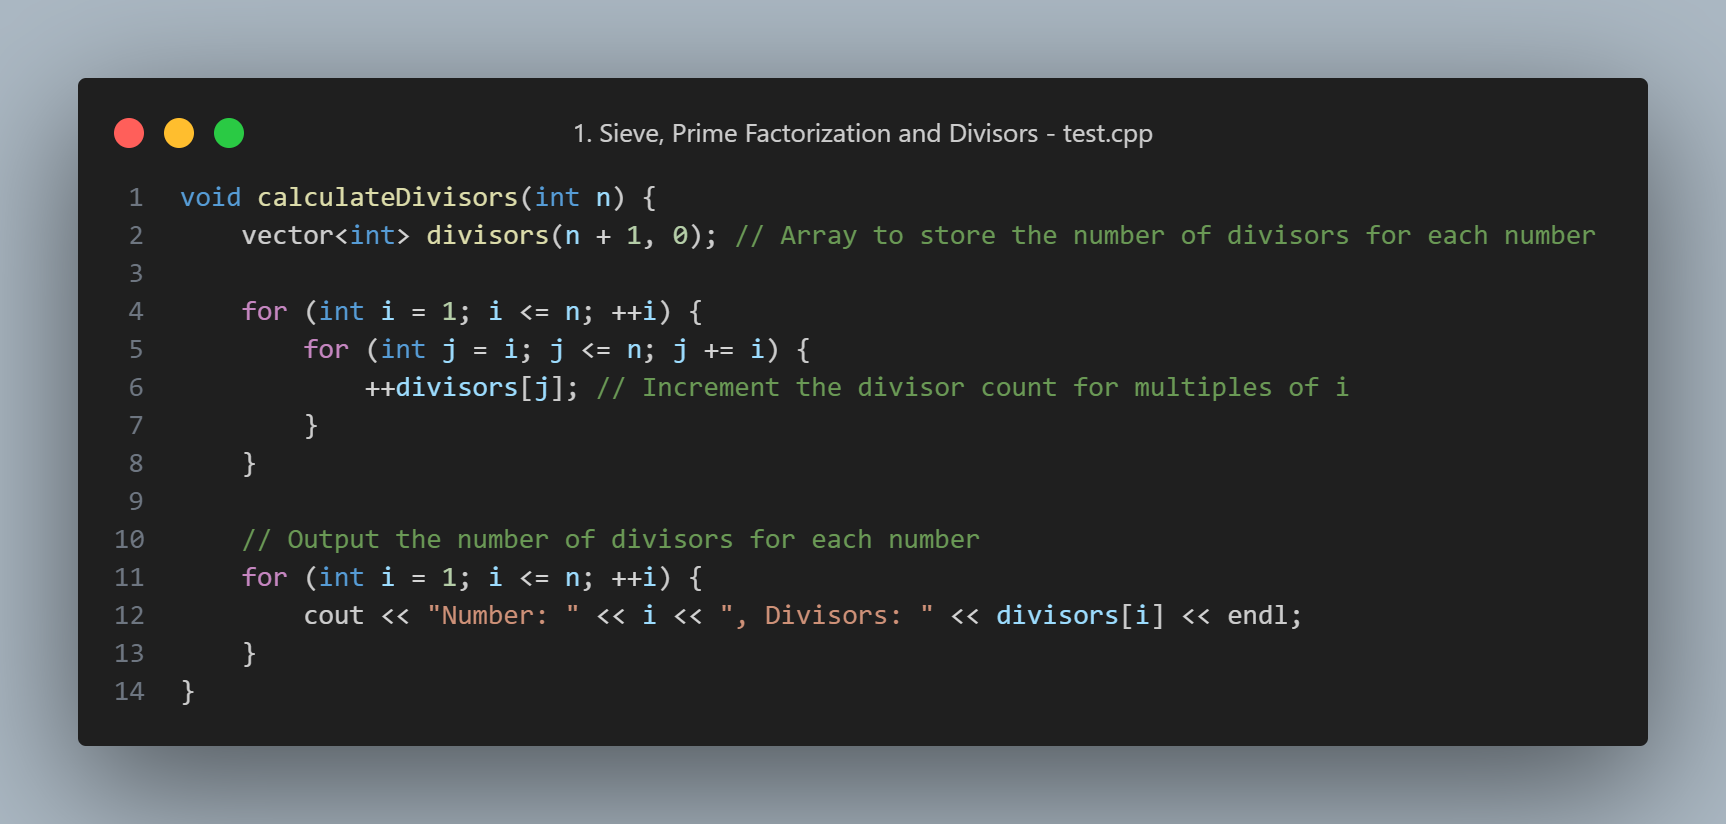 1. Sieve, Prime Factorization and Divisors - test.cpp
1 void calculateDivisors(int n) {
2     vector<int> divisors(n + 1, 0); // Array to store the number of divisors for each number
3
4     for (int i = 1; i <= n; ++i) {
5         for (int j = i; j <= n; j += i) {
6             ++divisors[j]; // Increment the divisor count for multiples of i
7         }
8     }
9
10     // Output the number of divisors for each number
11     for (int i = 1; i <= n; ++i) {
12         cout << "Number: " << i << ", Divisors: " << divisors[i] << endl;
13     }
14 }